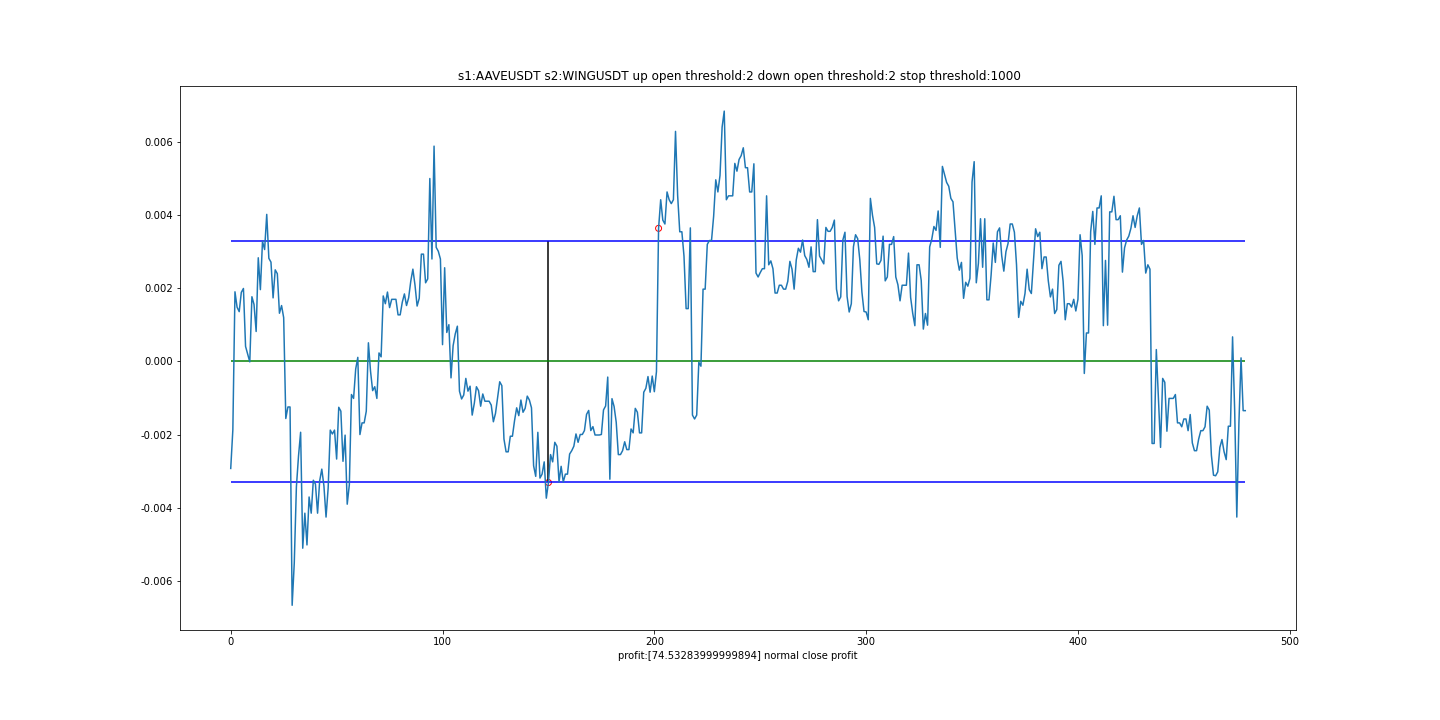 s1:AAVEUSDT s2:WINGUSDT up open threshold:2 down open threshold:2 stop threshold:1000
0.006
0.004
0.002
0.000
-0.002
-0.004
-0.006
0 100 200 300 400 500
profit:[74.53283999999894] normal close profit